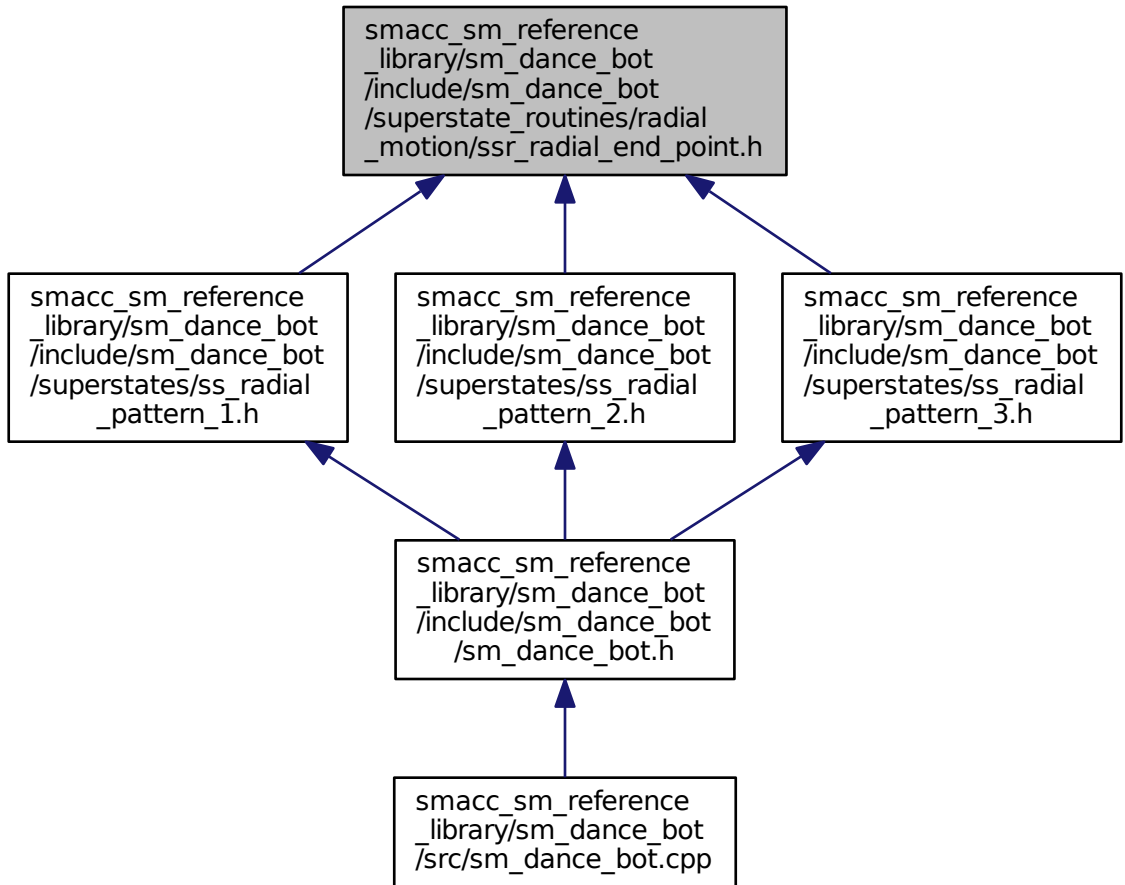 smacc_sm_reference
_library/sm_dance_bot
/include/sm_dance_bot
/superstate_routines/radial
_motion/ssr_radial_end_point.h
smacc_sm_reference
_library/sm_dance_bot
/include/sm_dance_bot
/superstates/ss_radial
_pattern_1.h
smacc_sm_reference
_library/sm_dance_bot
/include/sm_dance_bot
/superstates/ss_radial
_pattern_2.h
smacc_sm_reference
_library/sm_dance_bot
/include/sm_dance_bot
/superstates/ss_radial
_pattern_3.h
smacc_sm_reference
_library/sm_dance_bot
/include/sm_dance_bot
/sm_dance_bot.h
smacc_sm_reference
_library/sm_dance_bot
/src/sm_dance_bot.cpp